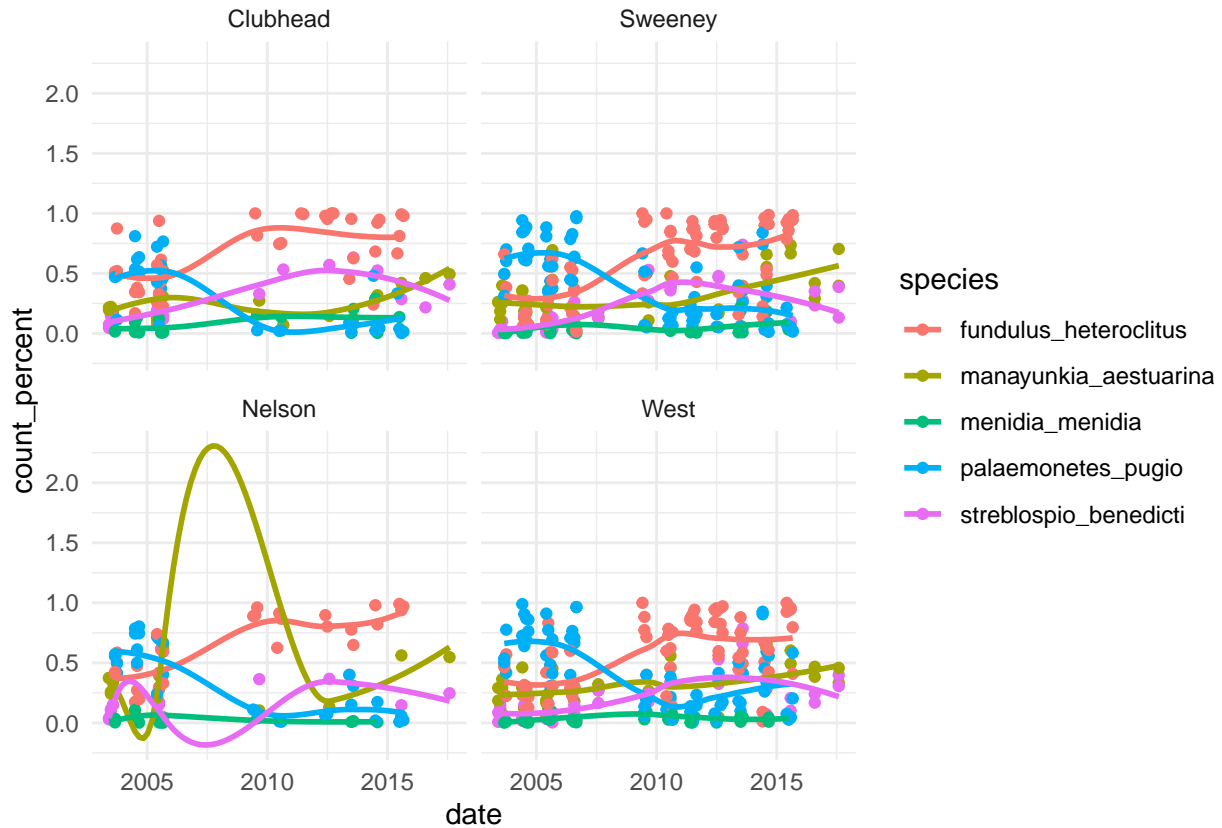 Clubhead
Sweeney
2.0
1.5
1.0
0.5
0.0
Nelson
West
2.0
1.5
1.0
0.5
0.0
2005
2010
2015
2005
2010
2015
date
count_percent
species
fundulus_heteroclitus
manayunkia_aestuarina
menidia_menidia
palaemonetes_pugio
streblospio_benedicti